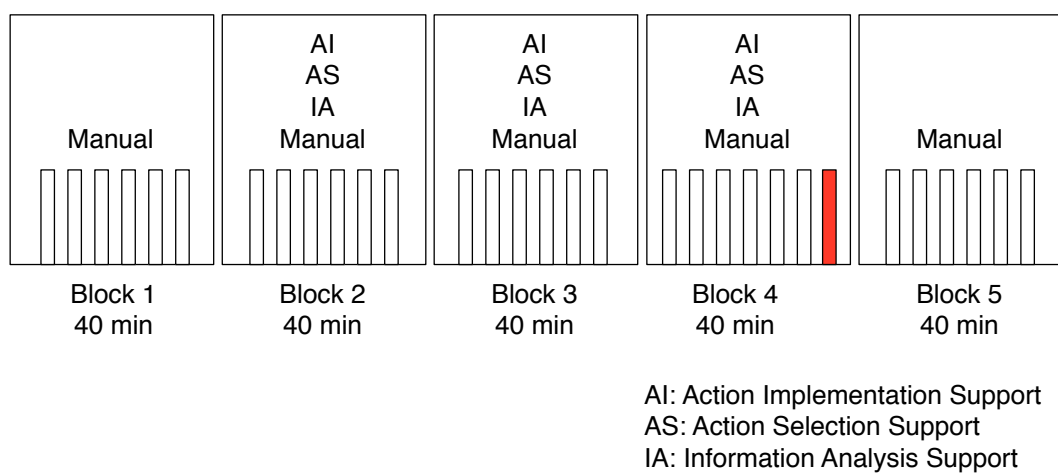 Manual
Block 1
40 min
AI
AS
IA
Manual
Block 2
40 min
AI
AS
IA
Manual
Block 3
40 min
AI
AS
IA
Manual
Block 4
40 min
Manual
Block 5
40 min
AI: Action Implementation Support
AS: Action Selection Support
IA: Information Analysis Support